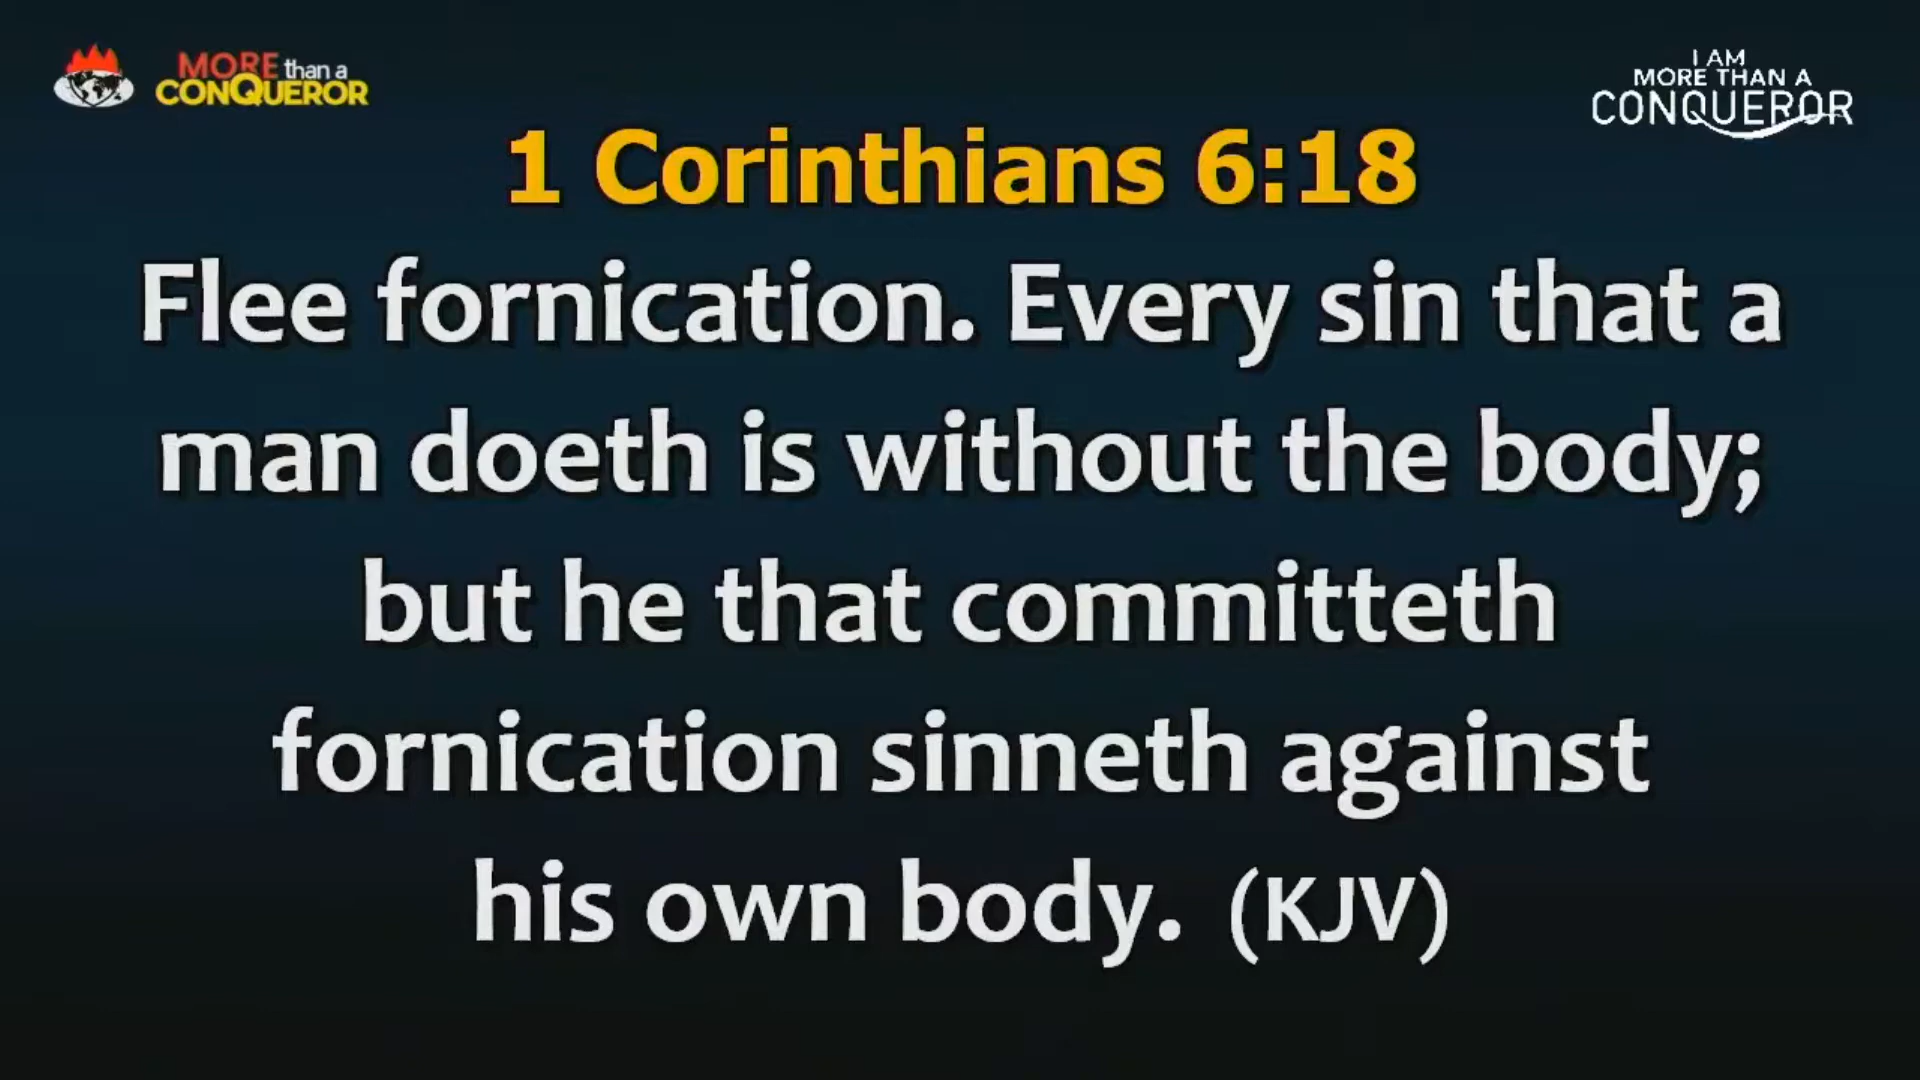 MORE than a
CONQUEROR
I AM
MORE THAN A
CONQUEROR
1 Corinthians 6:18
Flee fornication. Every sin that a
man doeth is without the body;
but he that committeth
fornication sinneth against
his own body. (KJV)